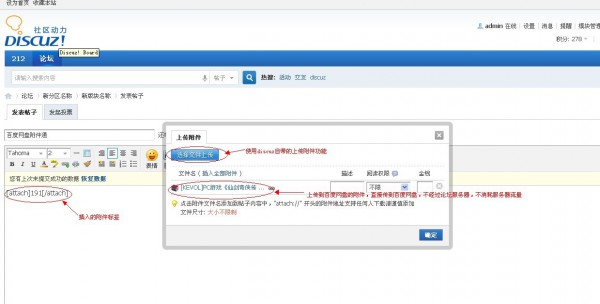 设为首页 收藏本站
社区动力
DISCUZ!
admin 在线 设置 消息 提醒 模块管理
积分: 278
Discuz! Board
212 论坛
请输入搜索内容 帖子 热搜: 活动 交友 discuz
论坛 新分区名称 新版块名称 发表帖子
发表帖子 发起投票
百度网盘附件通
Tahoma 2 B I U A
表情
您有上次未提交成功的数据 恢复数据
[attach]191[/attach]
插入的附件标签
上传附件
选择文件上传
使用discuz自带的上传附件功能
文件名 (插入全部附件) 描述 阅读权限 金钱
[KEVOL]PC游戏 不限
上传到百度网盘的附件,直接传到百度网盘,不经过论坛服务器,不消耗服务器流量
点击附件文件名添加到帖子内容中, "attach://" 开头的附件地址支持任何人下载请谨慎添加
文件尺寸: 大小不限制
确定